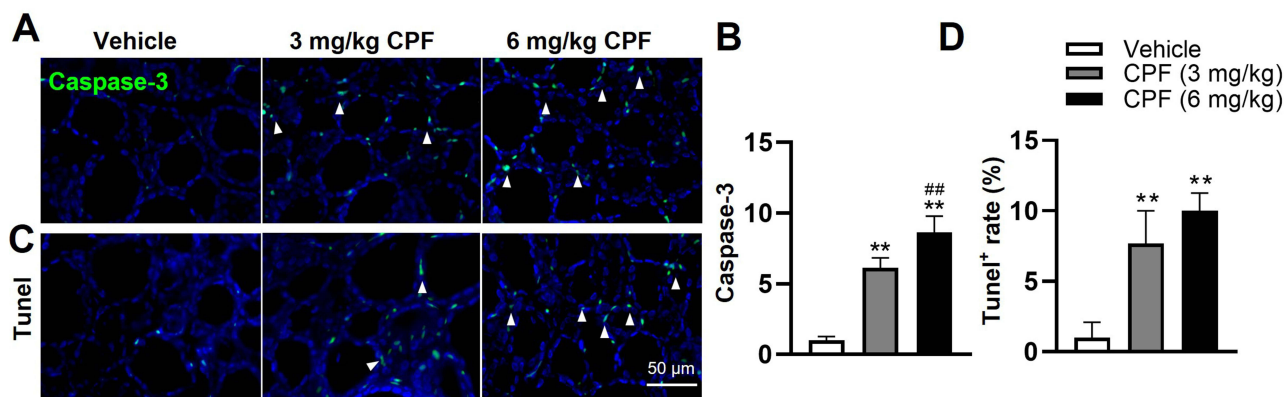 A
Vehicle
3 mg/kg CPF
6 mg/kg CPF
Caspase-3
C
Tunel
50 µm
B
Caspase-3
15
10
5
0
**
##
**
D
Vehicle
CPF (3 mg/kg)
CPF (6 mg/kg)
Tunel⁺ rate (%)
15
10
5
0
**
**